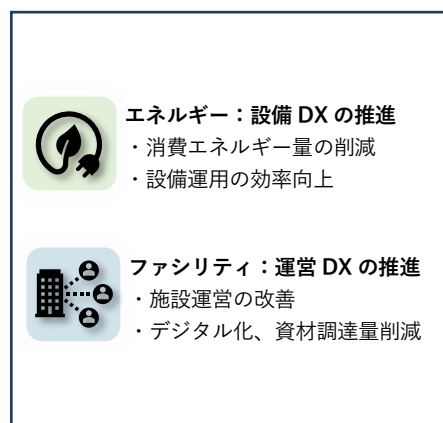 エネルギー：設備 DX の推進
・消費エネルギー量の削減
・設備運用の効率向上
ファシリティ：運営 DX の推進
・施設運営の改善
・デジタル化、資材調達量削減